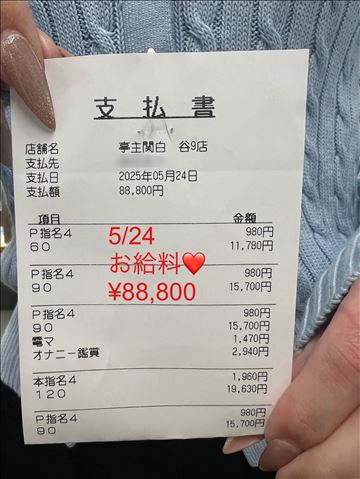 支払書
店舗名 亭主関白 谷9店
支払先
支払日 2025年05月24日
支払額 88,800円
項目 金額
P指名4 980円
60 11,780円
P指名4 980円
90 15,700円
P指名4 980円
90 15,700円
電マ 1,470円
オナニー鑑賞 2,940円
本指名4 1,960円
120 19,630円
P指名4 980円
90 15,700円
5/24
お給料❤
¥88,800